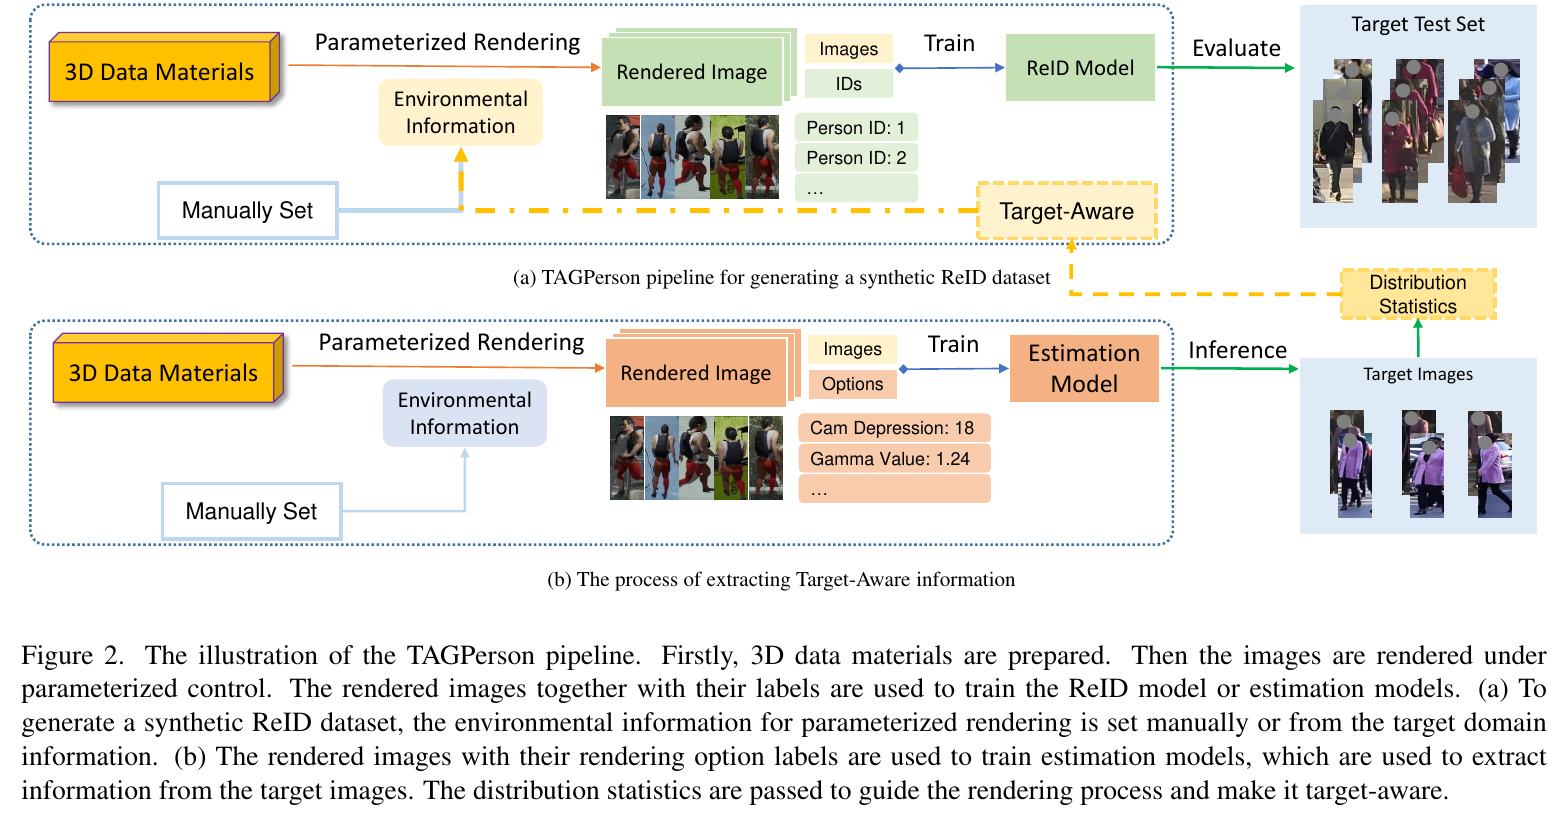 3D Data Materials
Parameterized Rendering
Environmental
Information
Manually Set
Rendered Image
Images
IDs
Person ID: 1
Person ID: 2
...
Train
ReID Model
Target-Aware
Evaluate
Target Test Set
(a) TAGPerson pipeline for generating a synthetic ReID dataset
Distribution
Statistics
3D Data Materials
Parameterized Rendering
Environmental
Information
Manually Set
Rendered Image
Images
Options
Cam Depression: 18
Gamma Value: 1.24
...
Train
Estimation
Model
Inference
Target Images
(b) The process of extracting Target-Aware information
Figure 2. The illustration of the TAGPerson pipeline. Firstly, 3D data materials are prepared. Then the images are rendered under
parameterized control. The rendered images together with their labels are used to train the ReID model or estimation models. (a) To
generate a synthetic ReID dataset, the environmental information for parameterized rendering is set manually or from the target domain
information. (b) The rendered images with their rendering option labels are used to train estimation models, which are used to extract
information from the target images. The distribution statistics are passed to guide the rendering process and make it target-aware.